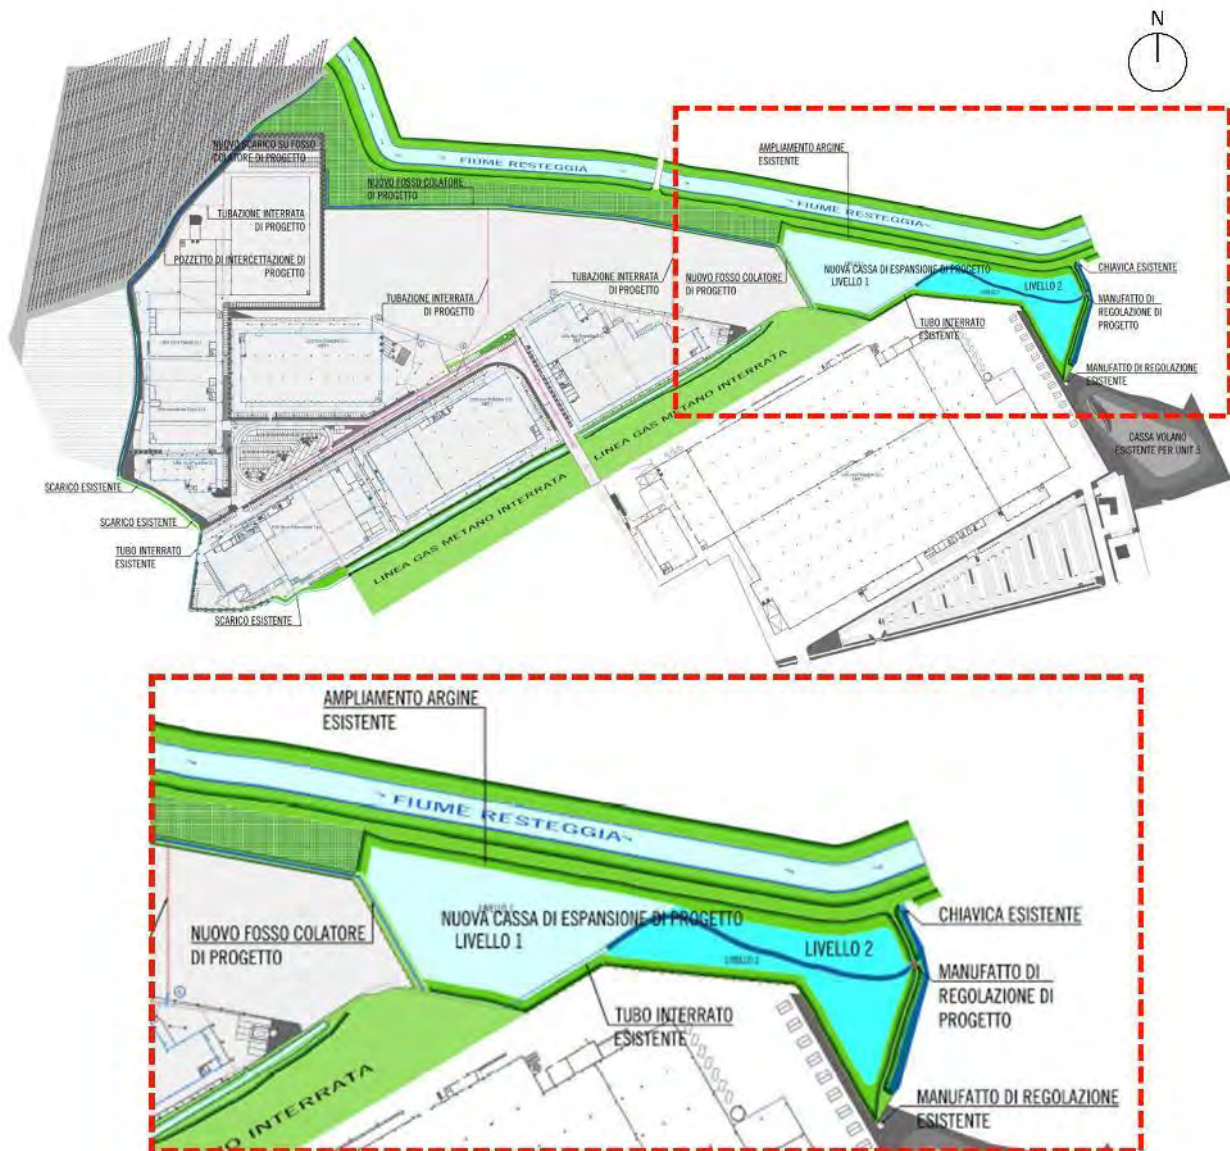 N
AMPLIAMENTO ARGINE
ESISTENTE
NUOVO SCARICO SU FOSSO
COLATORE DI PROGETTO
FIUME RESTEGGIA
NUOVO FOSSO COLATORE
DI PROGETTO
FIUME RESTEGGIA
TUBAZIONE INTERRATA
DI PROGETTO
POZZETTO DI INTERCETTAZIONE DI
PROGETTO
TUBAZIONE INTERRATA
DI PROGETTO
TUBAZIONE INTERRATA
DI PROGETTO
NUOVO FOSSO COLATORE
DI PROGETTO
NUOVA CASSA DI ESPANSIONE DI PROGETTO
LIVELLO 1
LIVELLO 2
CHIAVICA ESISTENTE
MANUFATTO DI
REGOLAZIONE DI
PROGETTO
TUBO INTERRATO
ESISTENTE
MANUFATTO DI REGOLAZIONE
ESISTENTE
LINEA GAS METANO INTERRATA
LINEA GAS METANO INTERRATA
CASSA VOLANO
ESISTENTE PER UNIT 5
SCARICO ESISTENTE
SCARICO ESISTENTE
TUBO INTERRATO
ESISTENTE
SCARICO ESISTENTE
AMPLIAMENTO ARGINE
ESISTENTE
FIUME RESTEGGIA
NUOVO FOSSO COLATORE
DI PROGETTO
NUOVA CASSA DI ESPANSIONE DI PROGETTO
LIVELLO 1
LIVELLO 2
LIVELLO 2
CHIAVICA ESISTENTE
MANUFATTO DI
REGOLAZIONE DI
PROGETTO
TUBO INTERRATO
ESISTENTE
MANUFATTO DI REGOLAZIONE
ESISTENTE
INTERRATA